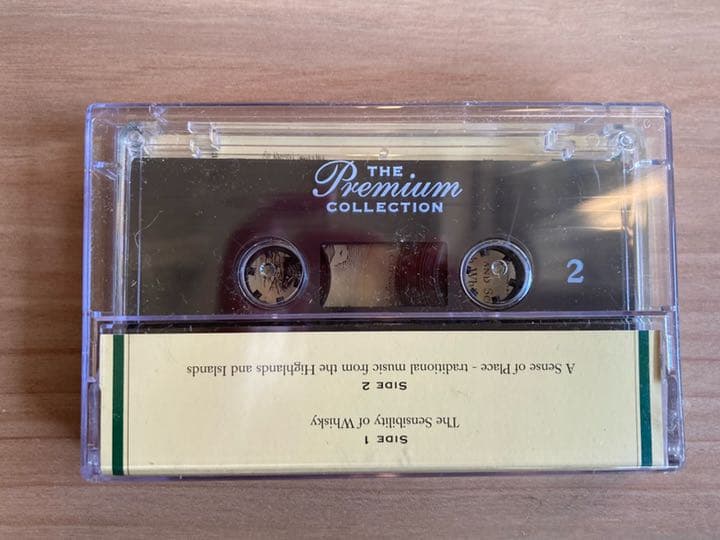 THE
Premium
COLLECTION
2
SIDE 1
The Sensibility of Whisky
SIDE 2
A Sense of Place - traditional music from the Highlands and Islands